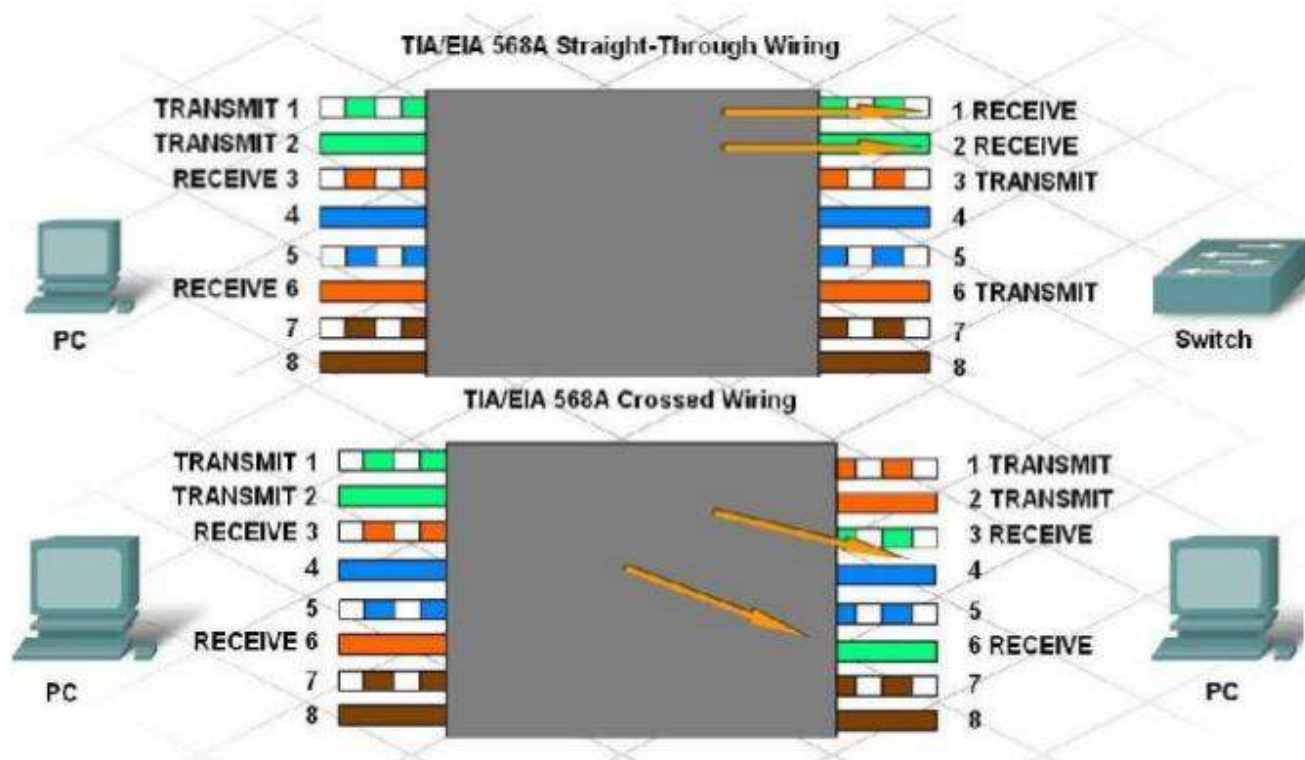 TIA/EIA 568A Straight-Through Wiring
TRANSMIT 1
1 RECEIVE
TRANSMIT 2
2 RECEIVE
RECEIVE 3
3 TRANSMIT
4
4
5
5
RECEIVE 6
6 TRANSMIT
7
7
8
8
PC
Switch
TIA/EIA 568A Crossed Wiring
TRANSMIT 1
1 TRANSMIT
TRANSMIT 2
2 TRANSMIT
RECEIVE 3
3 RECEIVE
4
4
5
5
RECEIVE 6
6 RECEIVE
7
7
8
8
PC
PC